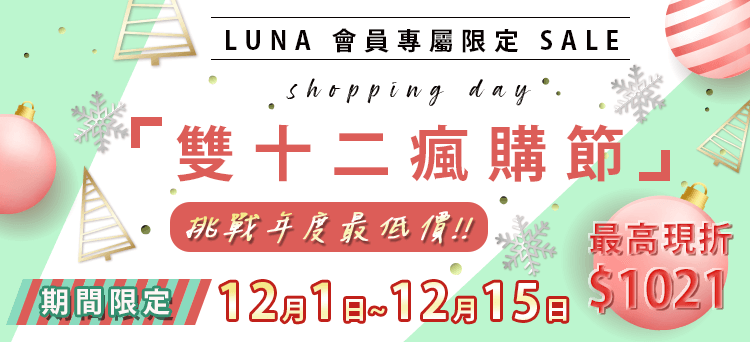 LUNA 會員專屬限定 SALE
shopping day
「雙十二瘋購節」
挑戰年度最低價!!
最高現折
$1021
期間限定
12月1日~12月15日